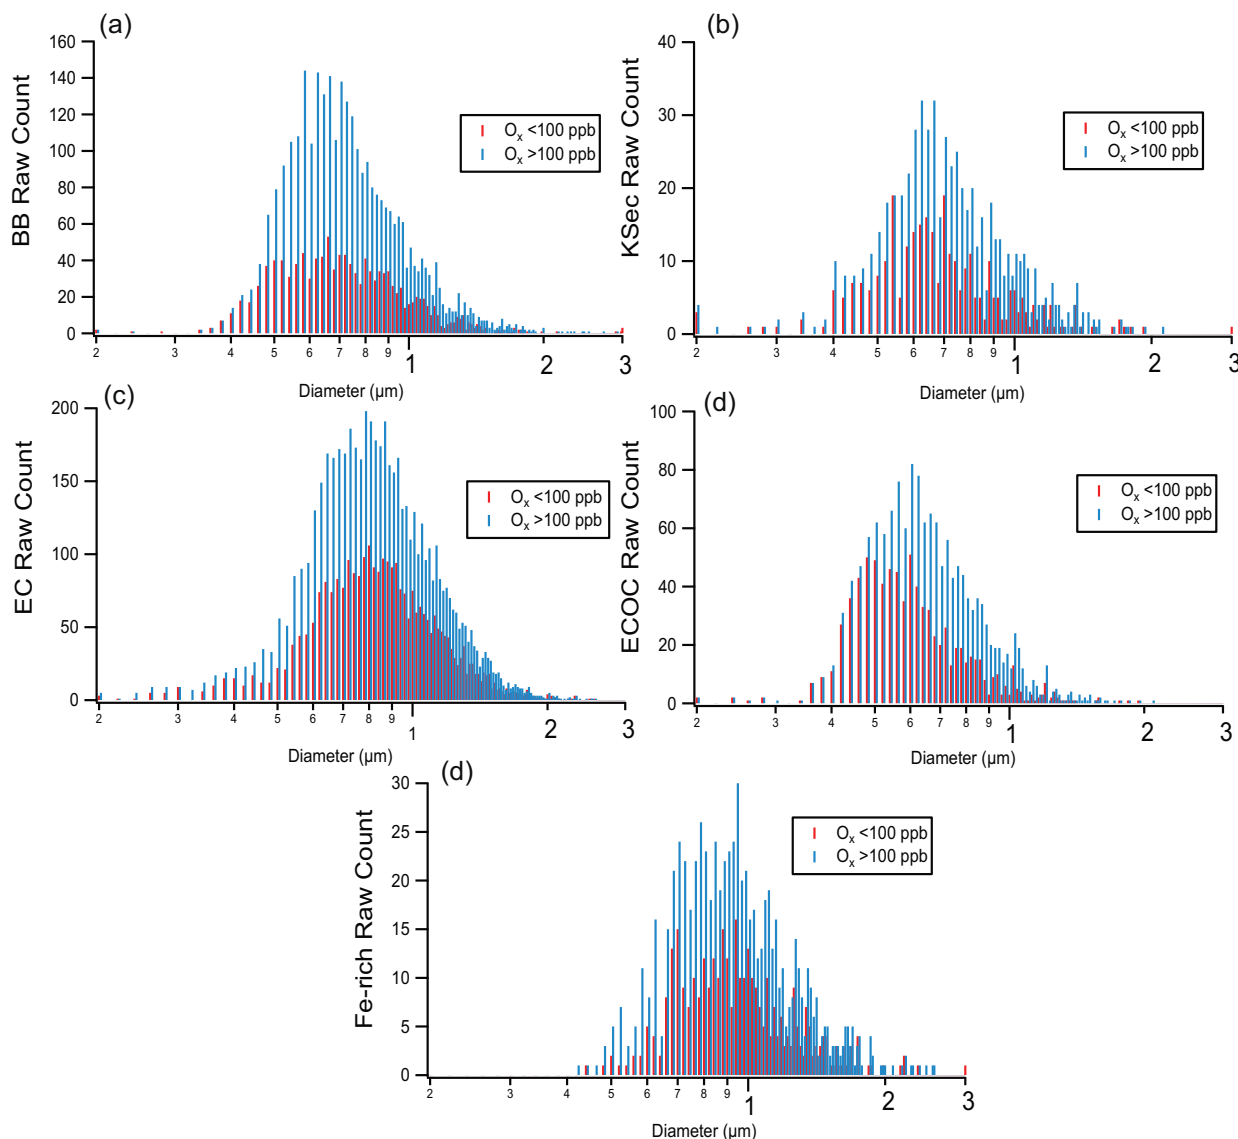 (a)
BB Raw Count
160
140
120
100
80
60
40
20
0
Oₓ <100 ppb
Oₓ >100 ppb
2 3 4 5 6 7 8 9 1 2 3
Diameter (µm)
(b)
KSec Raw Count
40
30
20
10
0
Oₓ <100 ppb
Oₓ >100 ppb
2 3 4 5 6 7 8 9 1 2 3
Diameter (µm)
(c)
EC Raw Count
200
150
100
50
0
Oₓ <100 ppb
Oₓ >100 ppb
2 3 4 5 6 7 8 9 1 2 3
Diameter (µm)
(d)
ECOC Raw Count
100
80
60
40
20
0
Oₓ <100 ppb
Oₓ >100 ppb
2 3 4 5 6 7 8 9 1 2 3
Diameter (µm)
(d)
Fe-rich Raw Count
30
25
20
15
10
5
0
Oₓ <100 ppb
Oₓ >100 ppb
2 3 4 5 6 7 8 9 1 2 3
Diameter (µm)